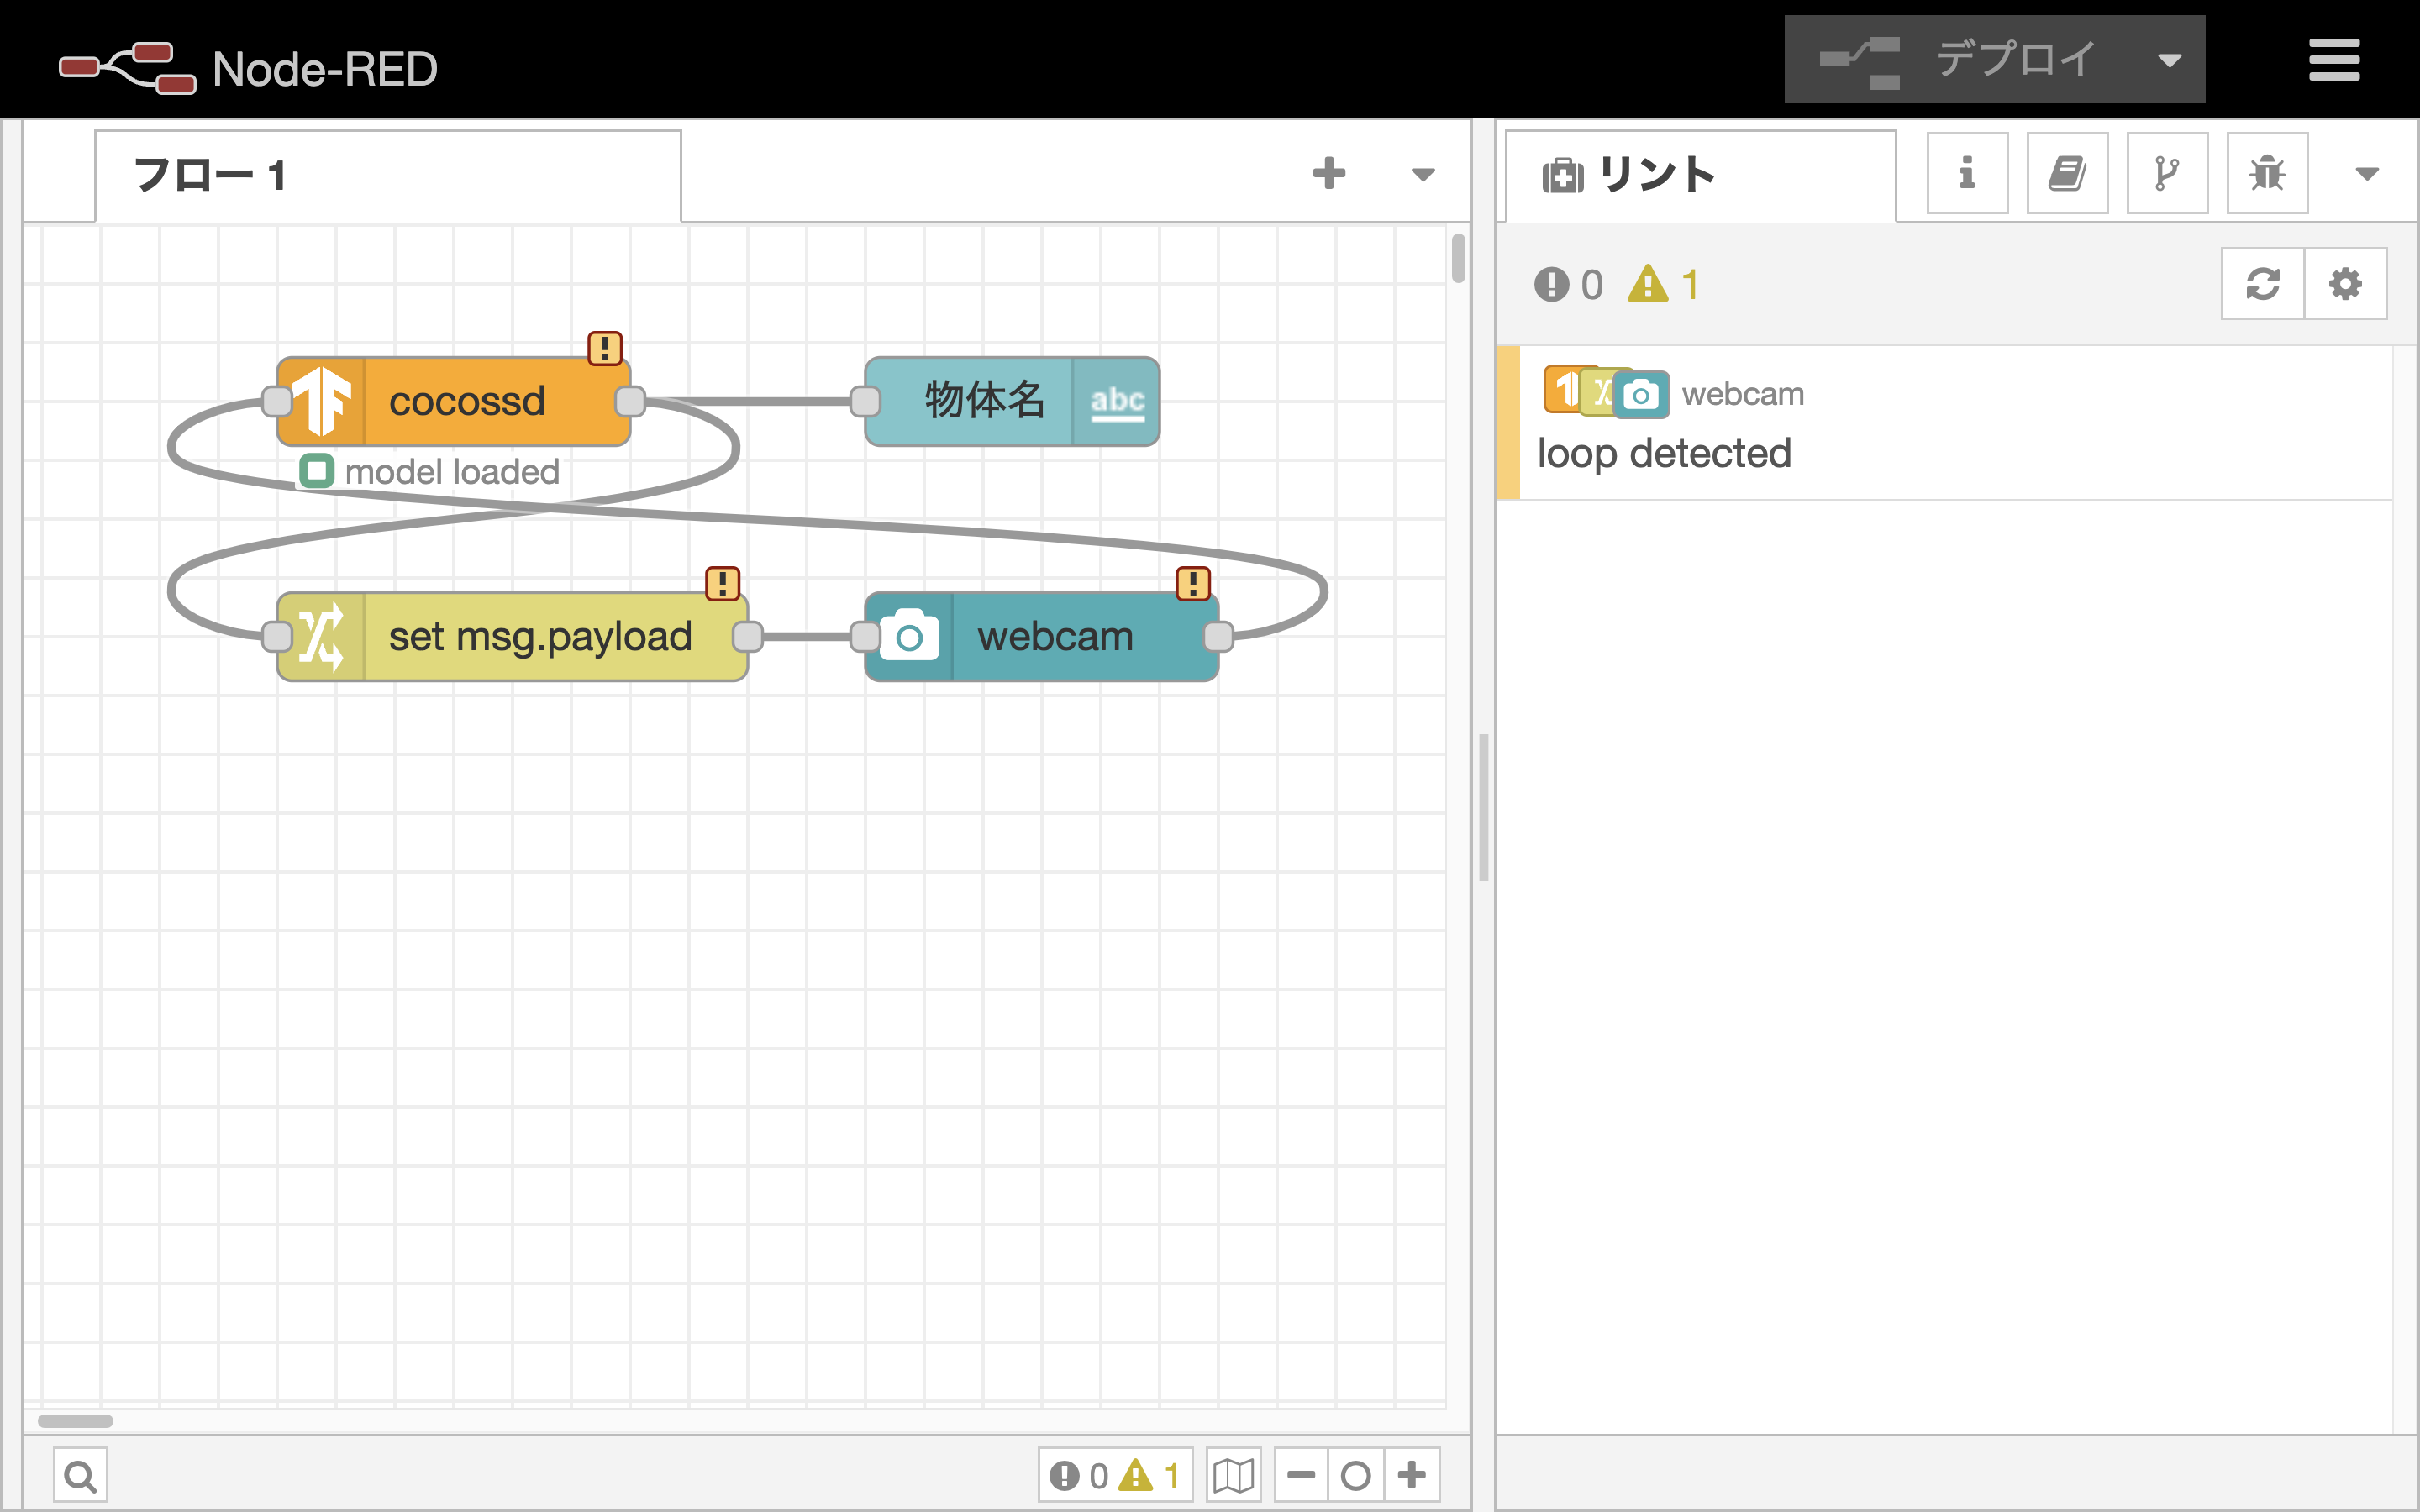 Node-RED
デプロイ
フロー 1
リント
0 1
cocossd
物体名
abc
model loaded
webcam
loop detected
set msg.payload
webcam
0 1